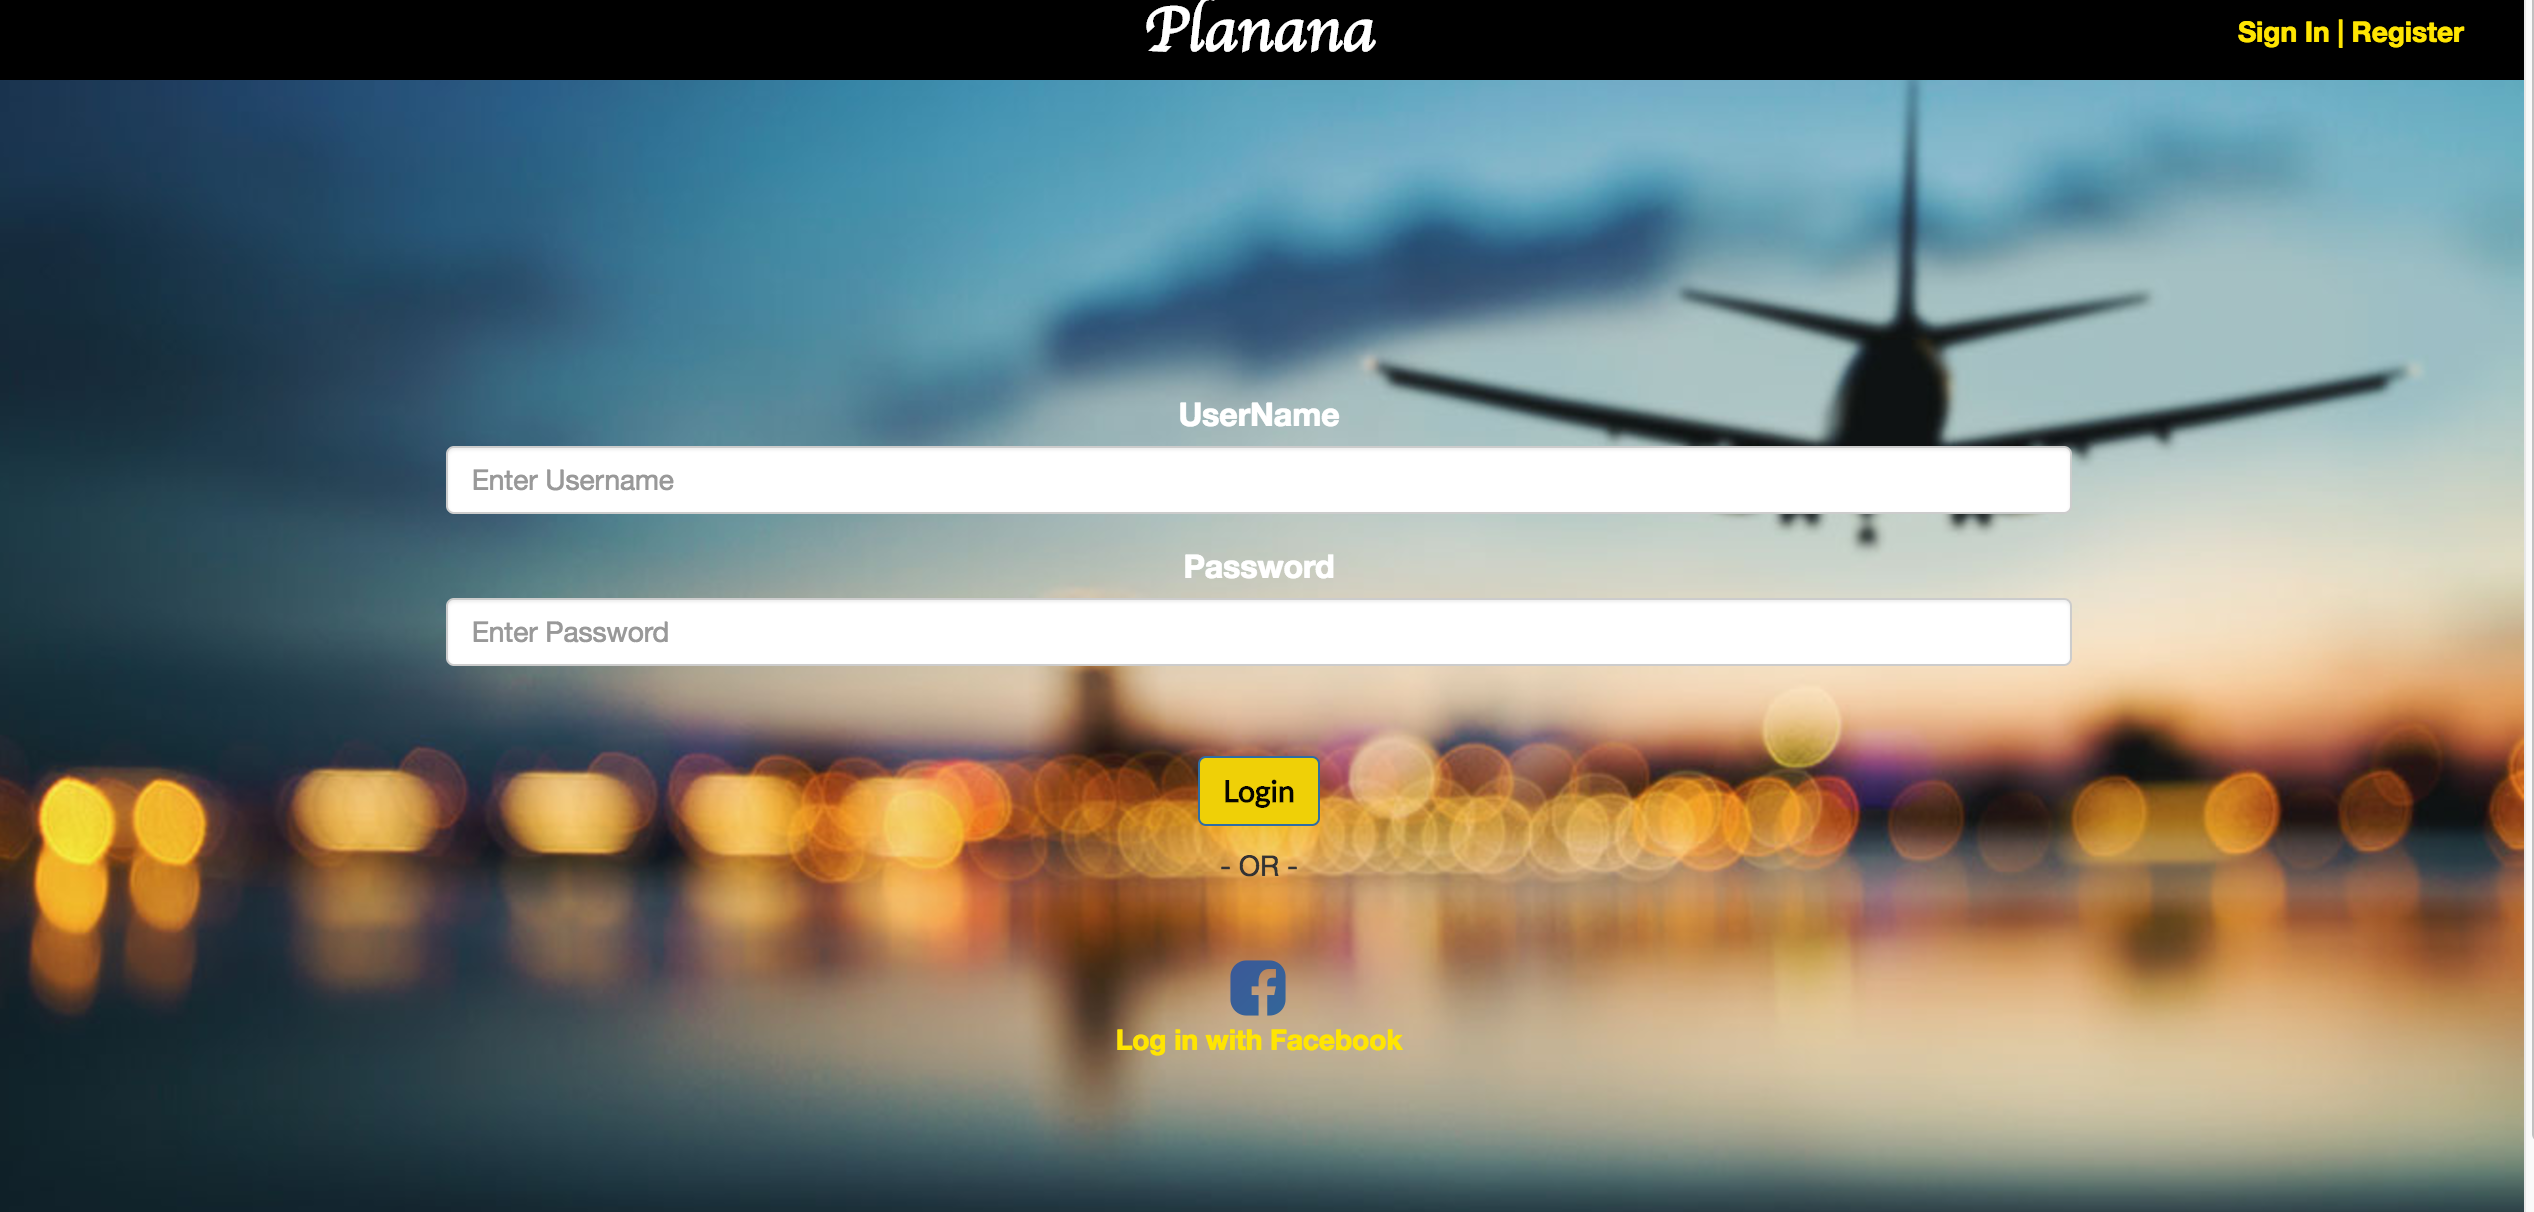 Planana
Sign In | Register
UserName
Enter Username
Password
Enter Password
Login
- OR -
Log in with Facebook